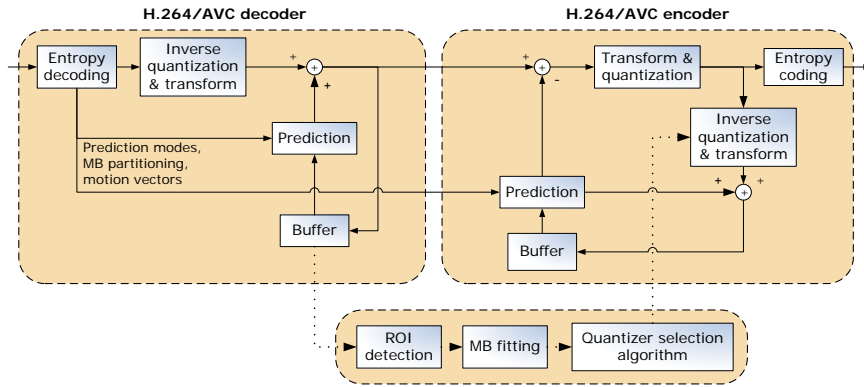 H.264/AVC decoder
Entropy
decoding
Inverse
quantization
& transform
+
+
+
Prediction
Prediction modes,
MB partitioning,
motion vectors
Buffer
H.264/AVC encoder
+
+
-
Transform &
quantization
Entropy
coding
Inverse
quantization
& transform
Prediction
+
+
+
Buffer
ROI
detection
MB fitting
Quantizer selection
algorithm